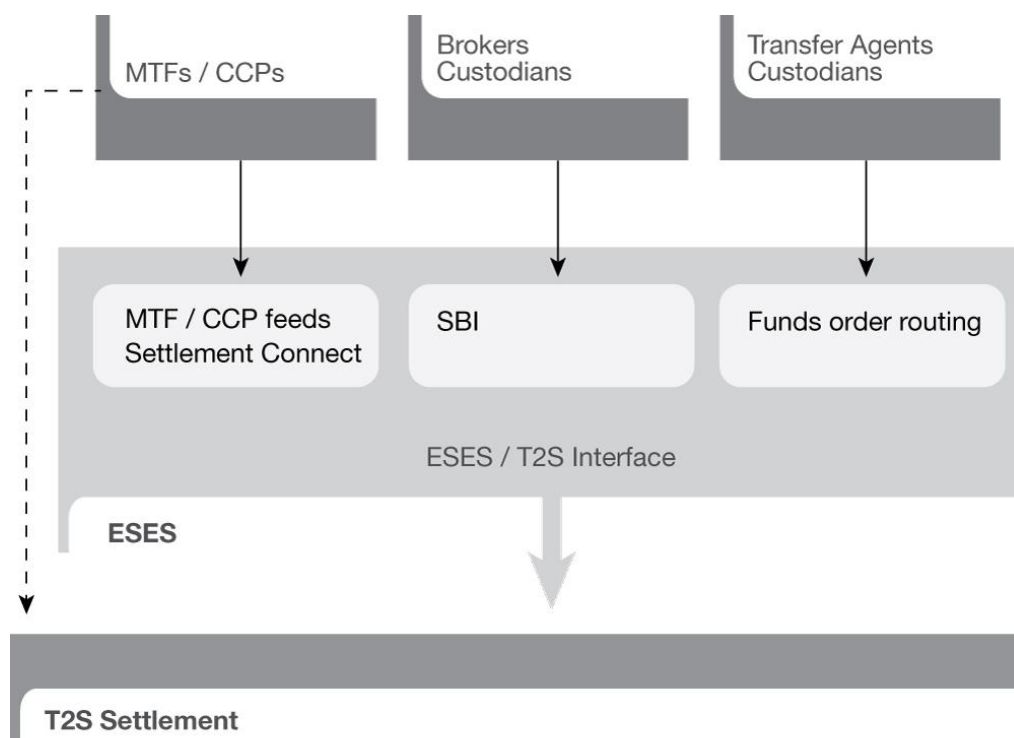 MTFs / CCPs
Brokers
Custodians
Transfer Agents
Custodians
MTF / CCP feeds
Settlement Connect
SBI
Funds order routing
ESES / T2S Interface
ESES
T2S Settlement